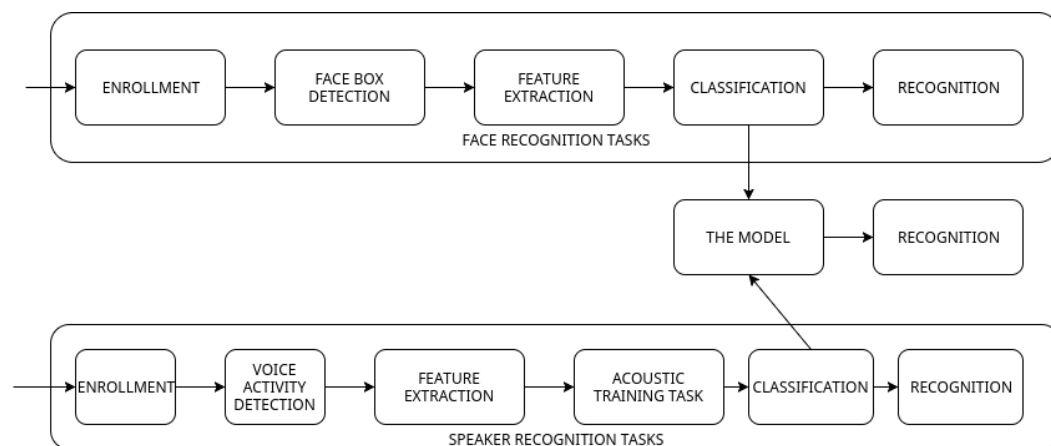 ENROLLMENT
FACE BOX
DETECTION
FEATURE
EXTRACTION
CLASSIFICATION
RECOGNITION
FACE RECOGNITION TASKS
THE MODEL
RECOGNITION
ENROLLMENT
VOICE
ACTIVITY
DETECTION
FEATURE
EXTRACTION
ACOUSTIC
TRAINING TASK
CLASSIFICATION
RECOGNITION
SPEAKER RECOGNITION TASKS